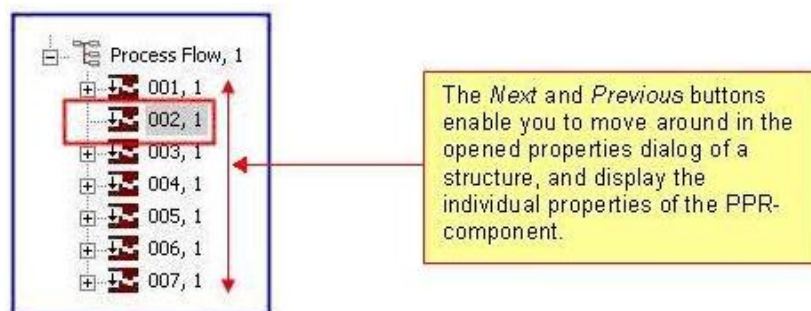 Process Flow, 1
001, 1
002, 1
003, 1
004, 1
005, 1
006, 1
007, 1
The Next and Previous buttons
enable you to move around in the
opened properties dialog of a
structure, and display the
individual properties of the PPR-
component.